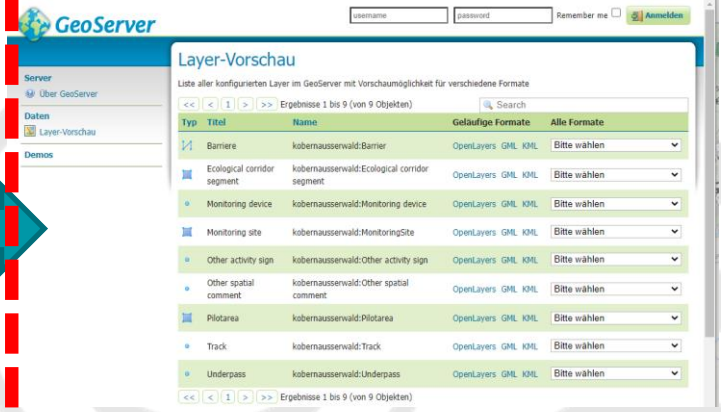 GeoServer
username password Remember me Anmelden
Layer-Vorschau
Liste aller konfigurierten Layer im GeoServer mit Vorschaumöglichkeit für verschiedene Formate
Server
Über GeoServer
Daten
Layer-Vorschau
Demos
<< < 1 > >> Ergebnisse 1 bis 9 (von 9 Objekten) Search
Typ Titel Name Geläufige Formate Alle Formate
Barriere kobernausserwald:Barrier OpenLayers GML KML Bitte wählen
Ecological corridor segment kobernausserwald:Ecological corridor segment OpenLayers GML KML Bitte wählen
Monitoring device kobernausserwald:Monitoring device OpenLayers GML KML Bitte wählen
Monitoring site kobernausserwald:MonitoringSite OpenLayers GML KML Bitte wählen
Other activity sign kobernausserwald:Other activity sign OpenLayers GML KML Bitte wählen
Other spatial comment kobernausserwald:Other spatial comment OpenLayers GML KML Bitte wählen
Pilotarea kobernausserwald:Pilotarea OpenLayers GML KML Bitte wählen
Track kobernausserwald:Track OpenLayers GML KML Bitte wählen
Underpass kobernausserwald:Underpass OpenLayers GML KML Bitte wählen
<< < 1 > >> Ergebnisse 1 bis 9 (von 9 Objekten)